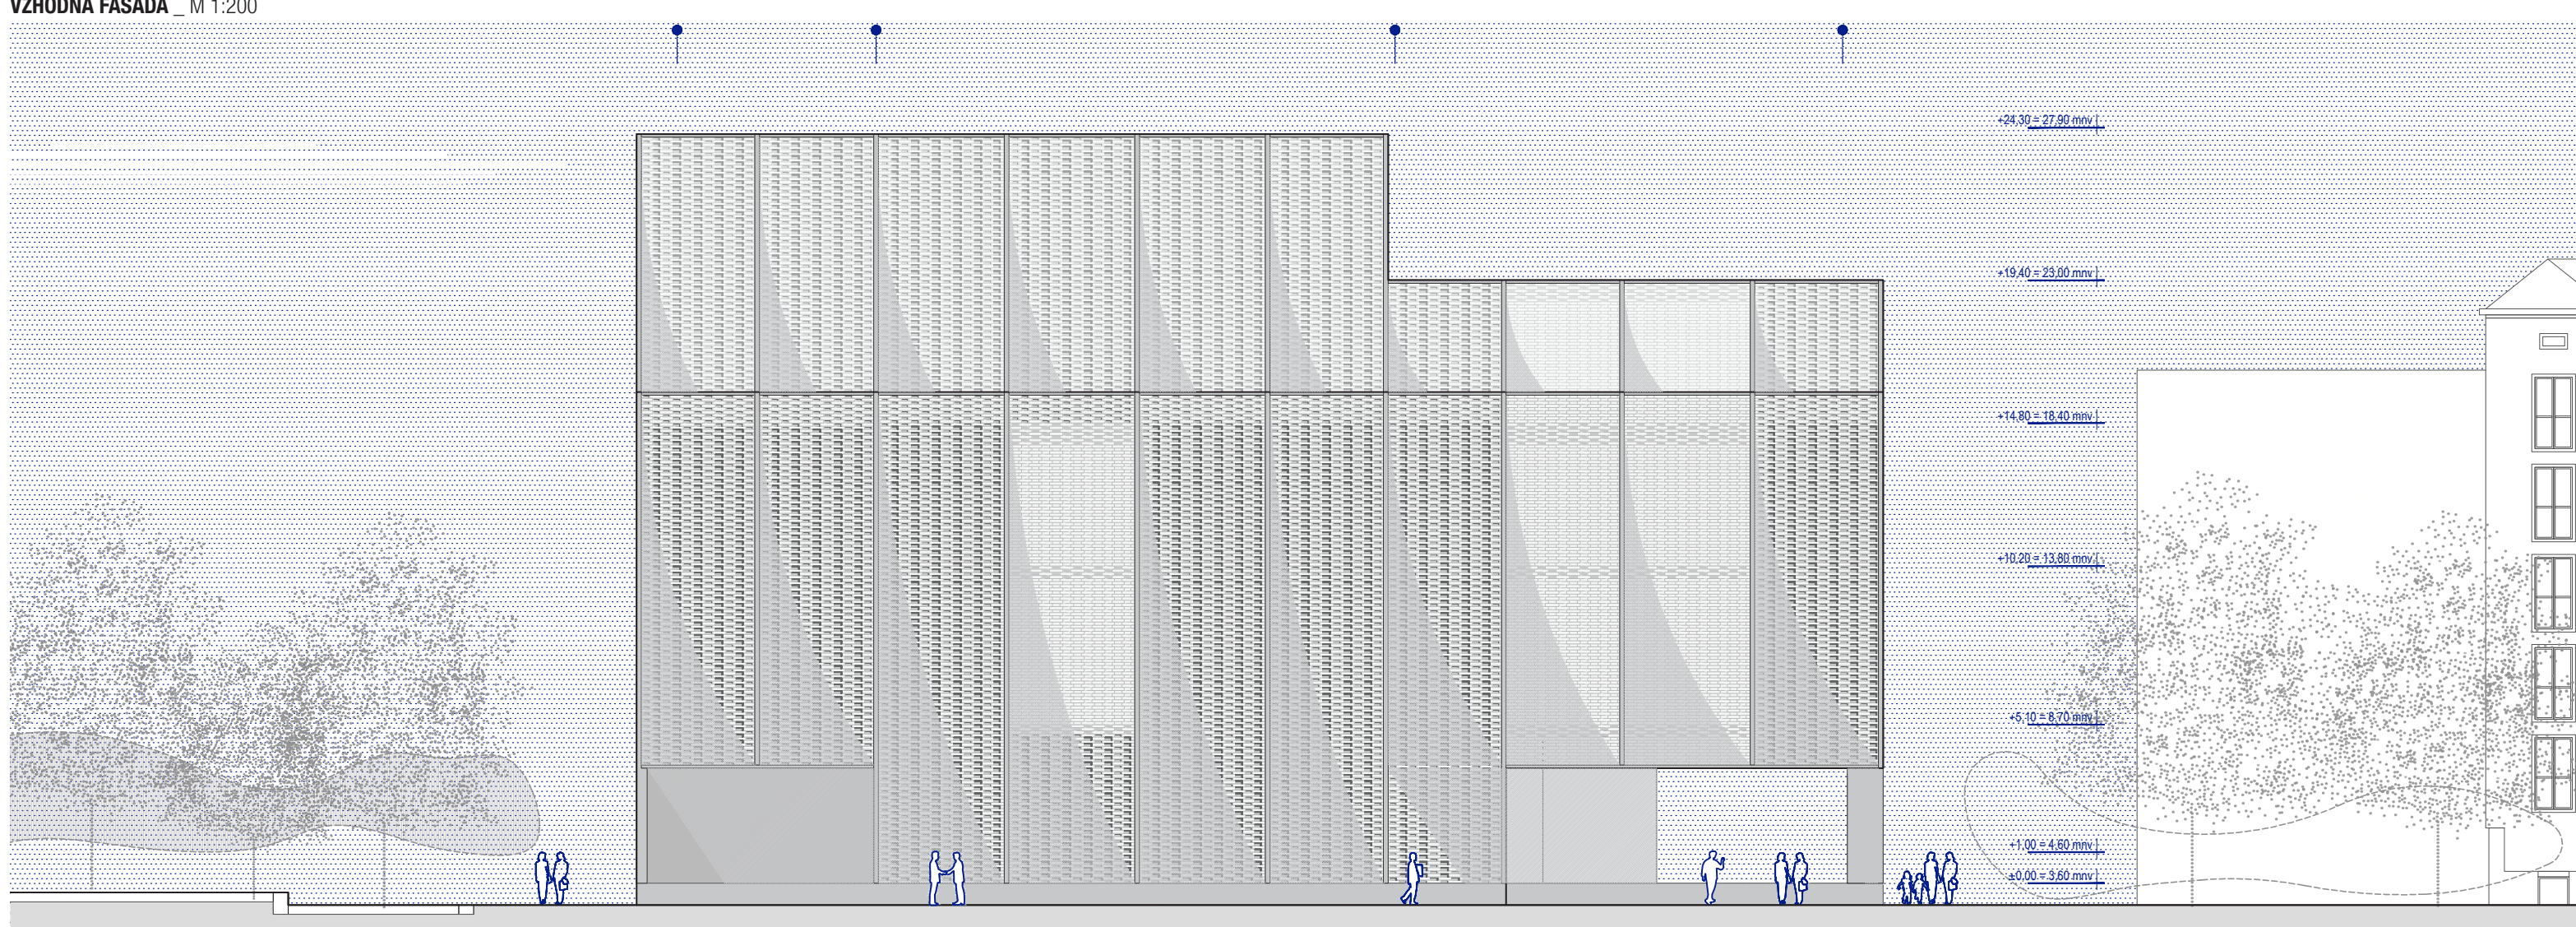 VZHODNA FASADA _ M 1:200
+24,30 = 27,90 mnv
+19,40 = 23,00 mnv
+14,80 = 18,40 mnv
+10,20 = 13,80 mnv
+5,10 = 8,70 mnv
+1,00 = 4,60 mnv
±0,00 = 3,60 mnv